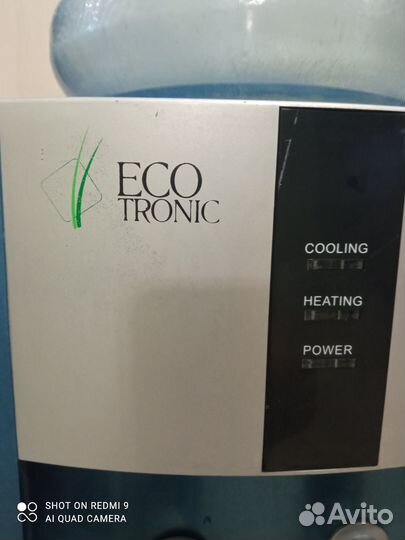 ECO
TRONIC
COOLING
HEATING
POWER
SHOT ON REDMI 9
AI QUAD CAMERA
Avito